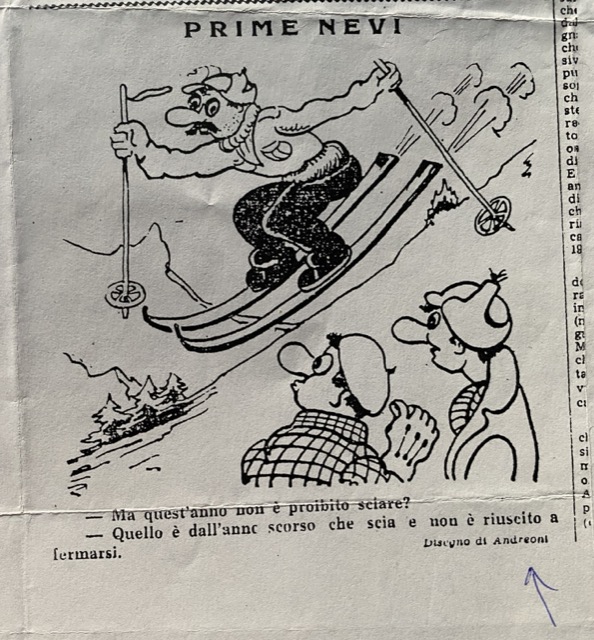 PRIME NEVI
— Ma quest'anno non è proibito sciare?
— Quello è dall'annc scorso che scia e non è riuscito a
fermarsi.
Disegno di Andreoni